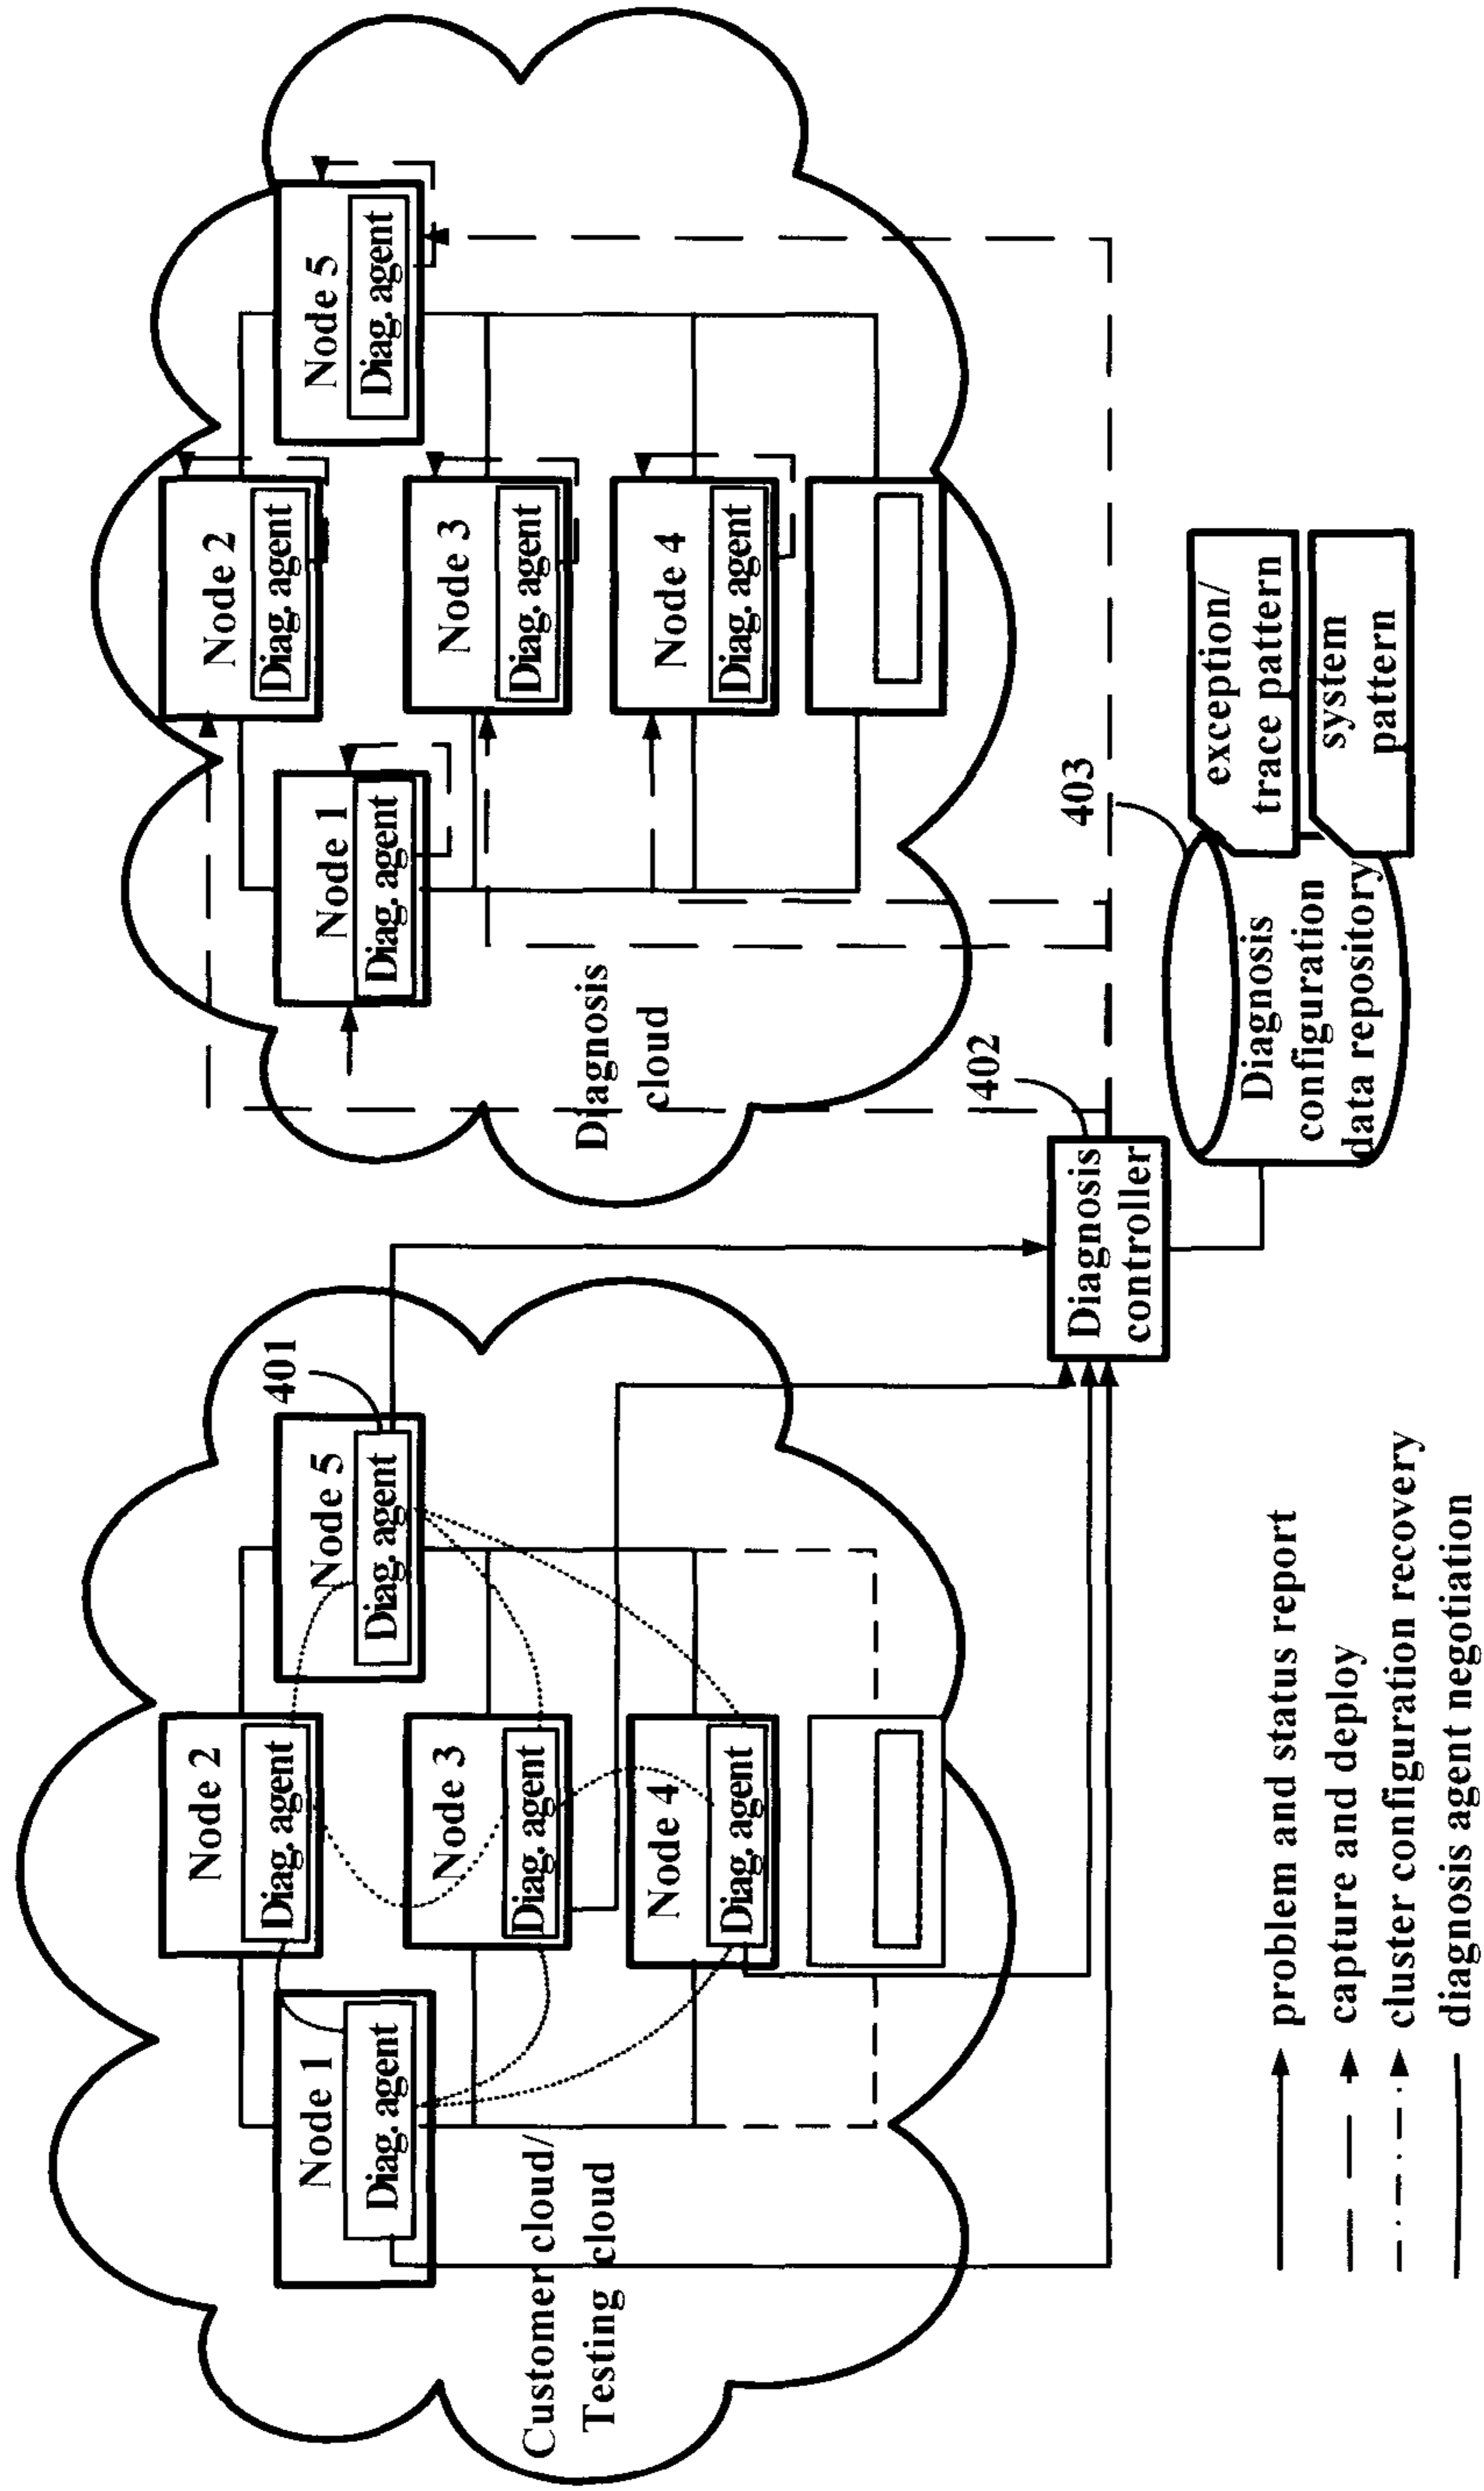 Node 1
Diag. agent
Node 2
Diag. agent
Node 3
Diag. agent
Node 4
Diag. agent
Node 5
Diag. agent
401
Customer cloud/
Testing cloud
Node 1
Diag. agent
Node 2
Diag. agent
Node 3
Diag. agent
Node 4
Diag. agent
Node 5
Diag. agent
Diagnosis
cloud
402
Diagnosis
controller
403
Diagnosis
configuration
data repository
exception/
trace pattern
system
pattern
problem and status report
capture and deploy
cluster configuration recovery
diagnosis agent negotiation